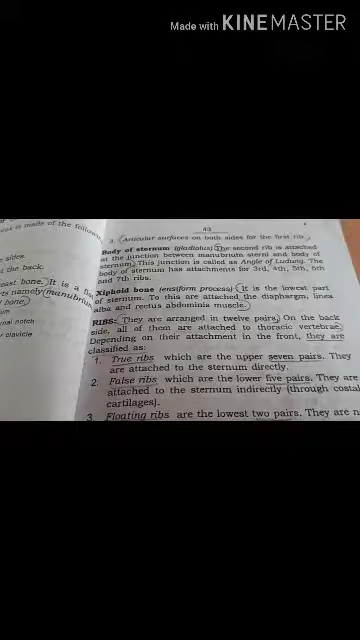 Made with KINEMASTER
is made of the
sides.
t the back.
east bone. It is a
rts namely (manubrium
bone)
um
rnal notch
r clavicle
43
3. Articular surfaces on both sides for the first rib.
Body of sternum (gladiolus) The second rib is attached
at the junction between manubrium sterni and body of
sternum. This junction is called as Angle of Ludung. The
body of sternum has attachments for 3rd, 4th, 5th, 6th
and 7th ribs.
Xiphoid bone (ensiform process) It is the lowest part
of sternum. To this are attached the diaphargm, linea
alba and rectus abdominis muscle.
RIBS: They are arranged in twelve pairs. On the back
side, all of them are attached to thoracic vertebrae.
Depending on their attachment in the front, they are
classified as:
1. True ribs which are the upper seven pairs. They
are attached to the sternum directly.
2. False ribs which are the lower five pairs. They are
attached to the sternum indirectly (through costal
cartilages).
3. Floating ribs are the lowest two pairs. They are